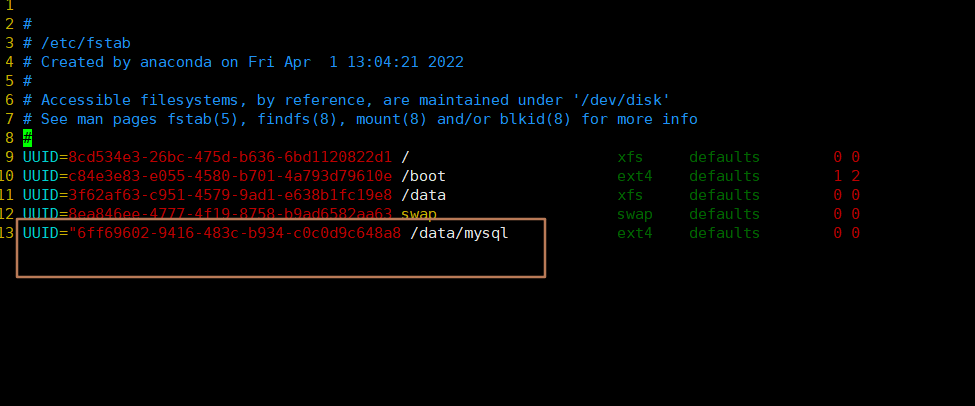 1
2 #
3 # /etc/fstab
4 # Created by anaconda on Fri Apr  1 13:04:21 2022
5 #
6 # Accessible filesystems, by reference, are maintained under '/dev/disk'
7 # See man pages fstab(5), findfs(8), mount(8) and/or blkid(8) for more info
8 #
9 UUID=8cd534e3-26bc-475d-b636-6bd1120822d1 /                       xfs     defaults        0 0
10 UUID=c84e3e83-e055-4580-b701-4a793d79610e /boot                   ext4    defaults        1 2
11 UUID=3f62af63-c951-4579-9ad1-e638b1fc19e8 /data                   xfs     defaults        0 0
12 UUID=8ea846ee-4777-4f19-8758-b9ad6582aa63 swap                    swap    defaults        0 0
13 UUID="6ff69602-9416-483c-b934-c0c0d9c648a8 /data/mysql            ext4    defaults        0 0